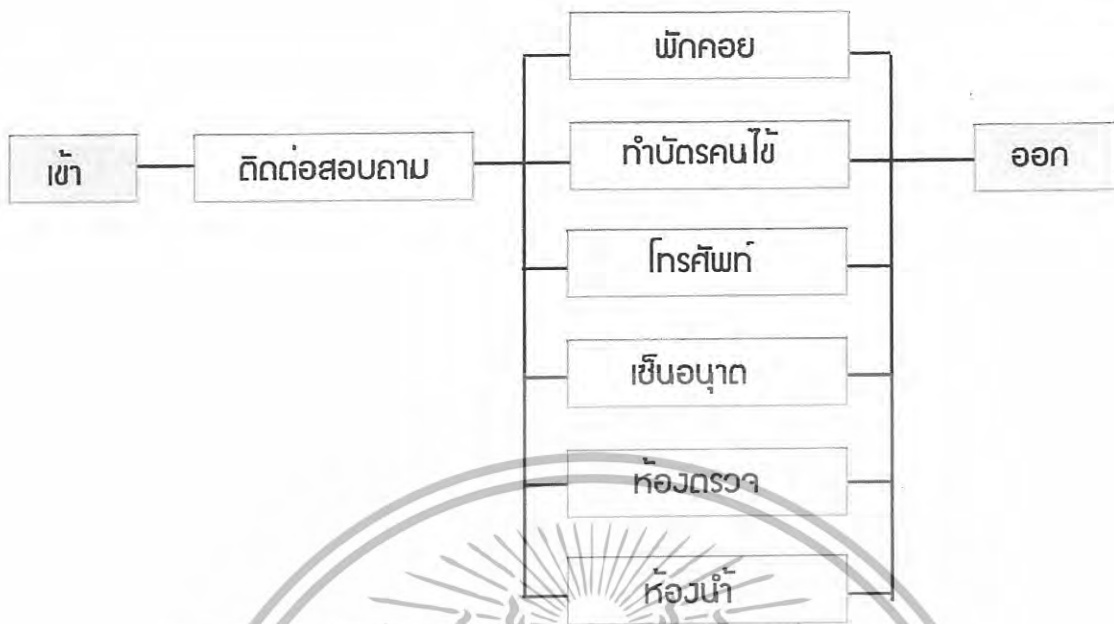 พักคอย
เข้า
ติดต่อสอบถาม
ทำบัตรคนไข้
ออก
โทรศัพท์
เซ็นอนุาต
ห้องตรวจ
ห้องน้ำ